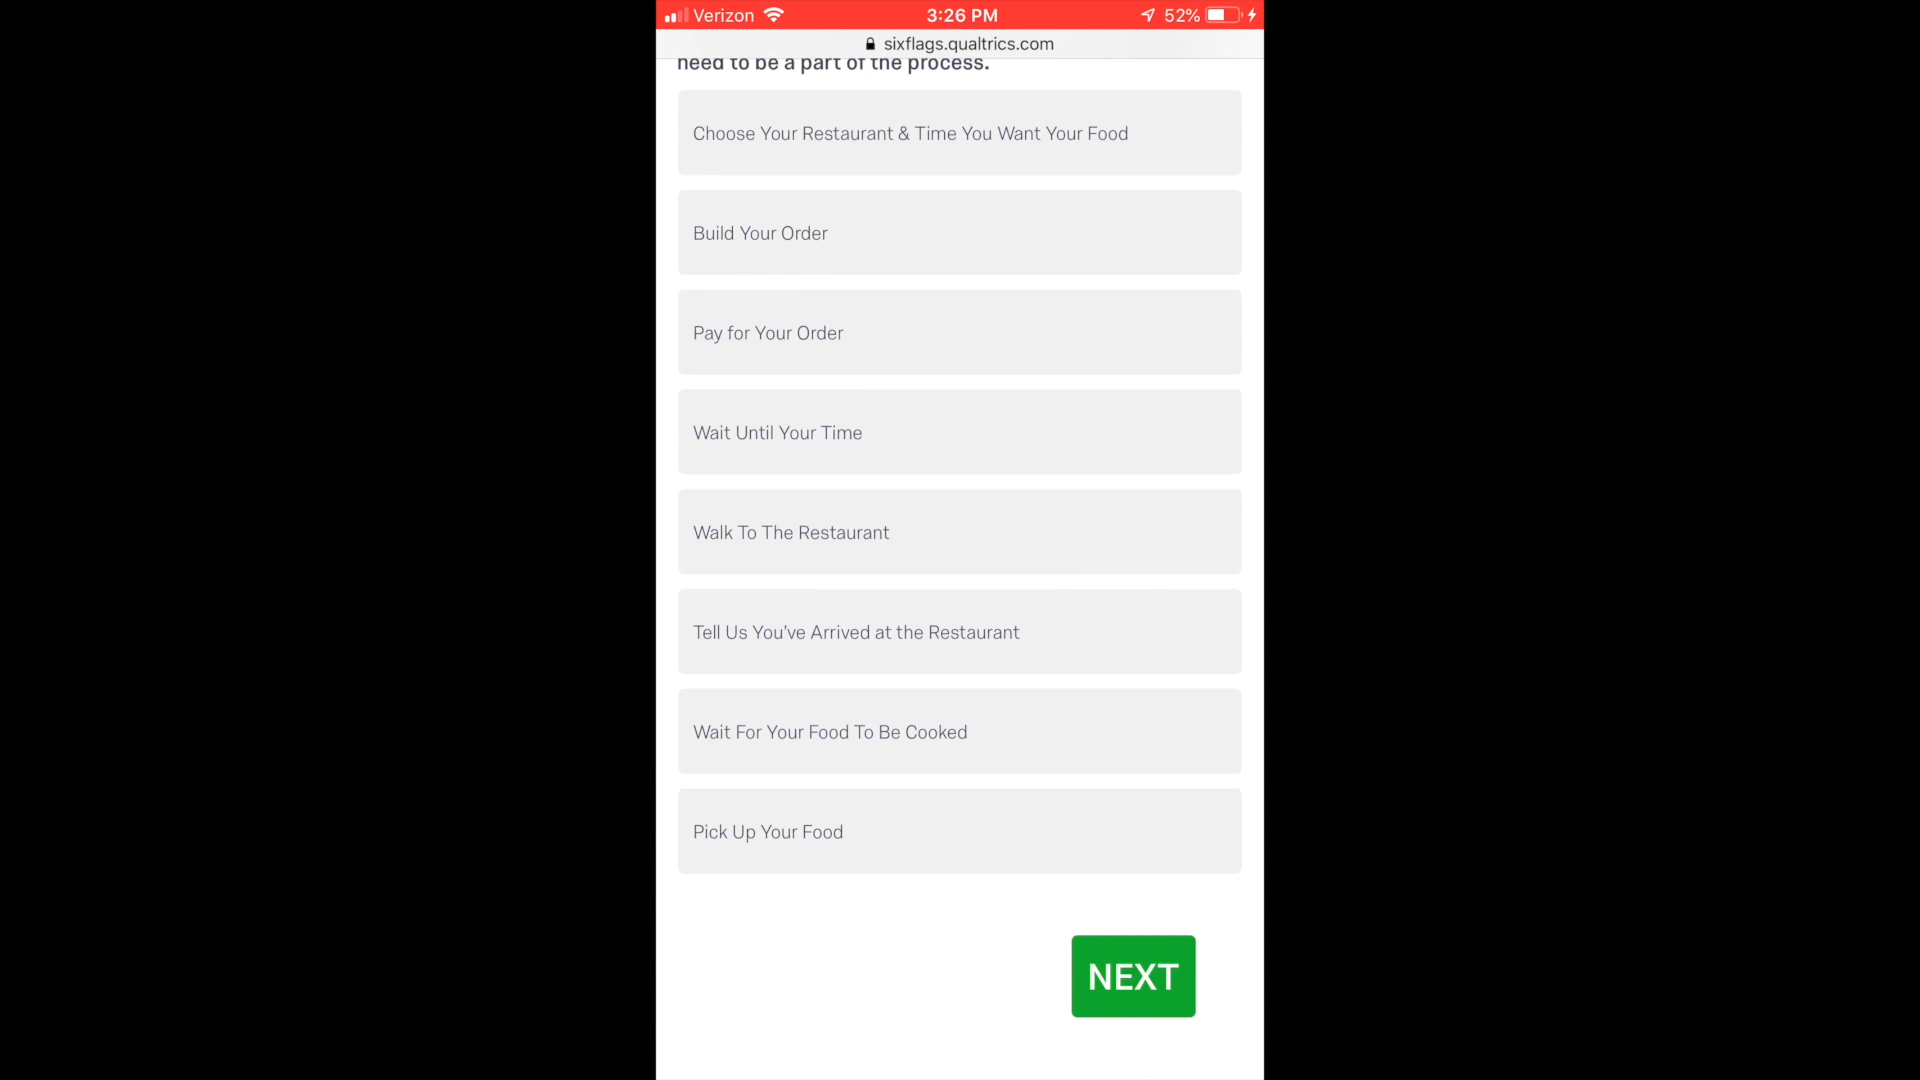 Verizon 3:26 PM 52%
sixflags.qualtrics.com
need to be a part of the process.
Choose Your Restaurant & Time You Want Your Food
Build Your Order
Pay for Your Order
Wait Until Your Time
Walk To The Restaurant
Tell Us You've Arrived at the Restaurant
Wait For Your Food To Be Cooked
Pick Up Your Food
NEXT